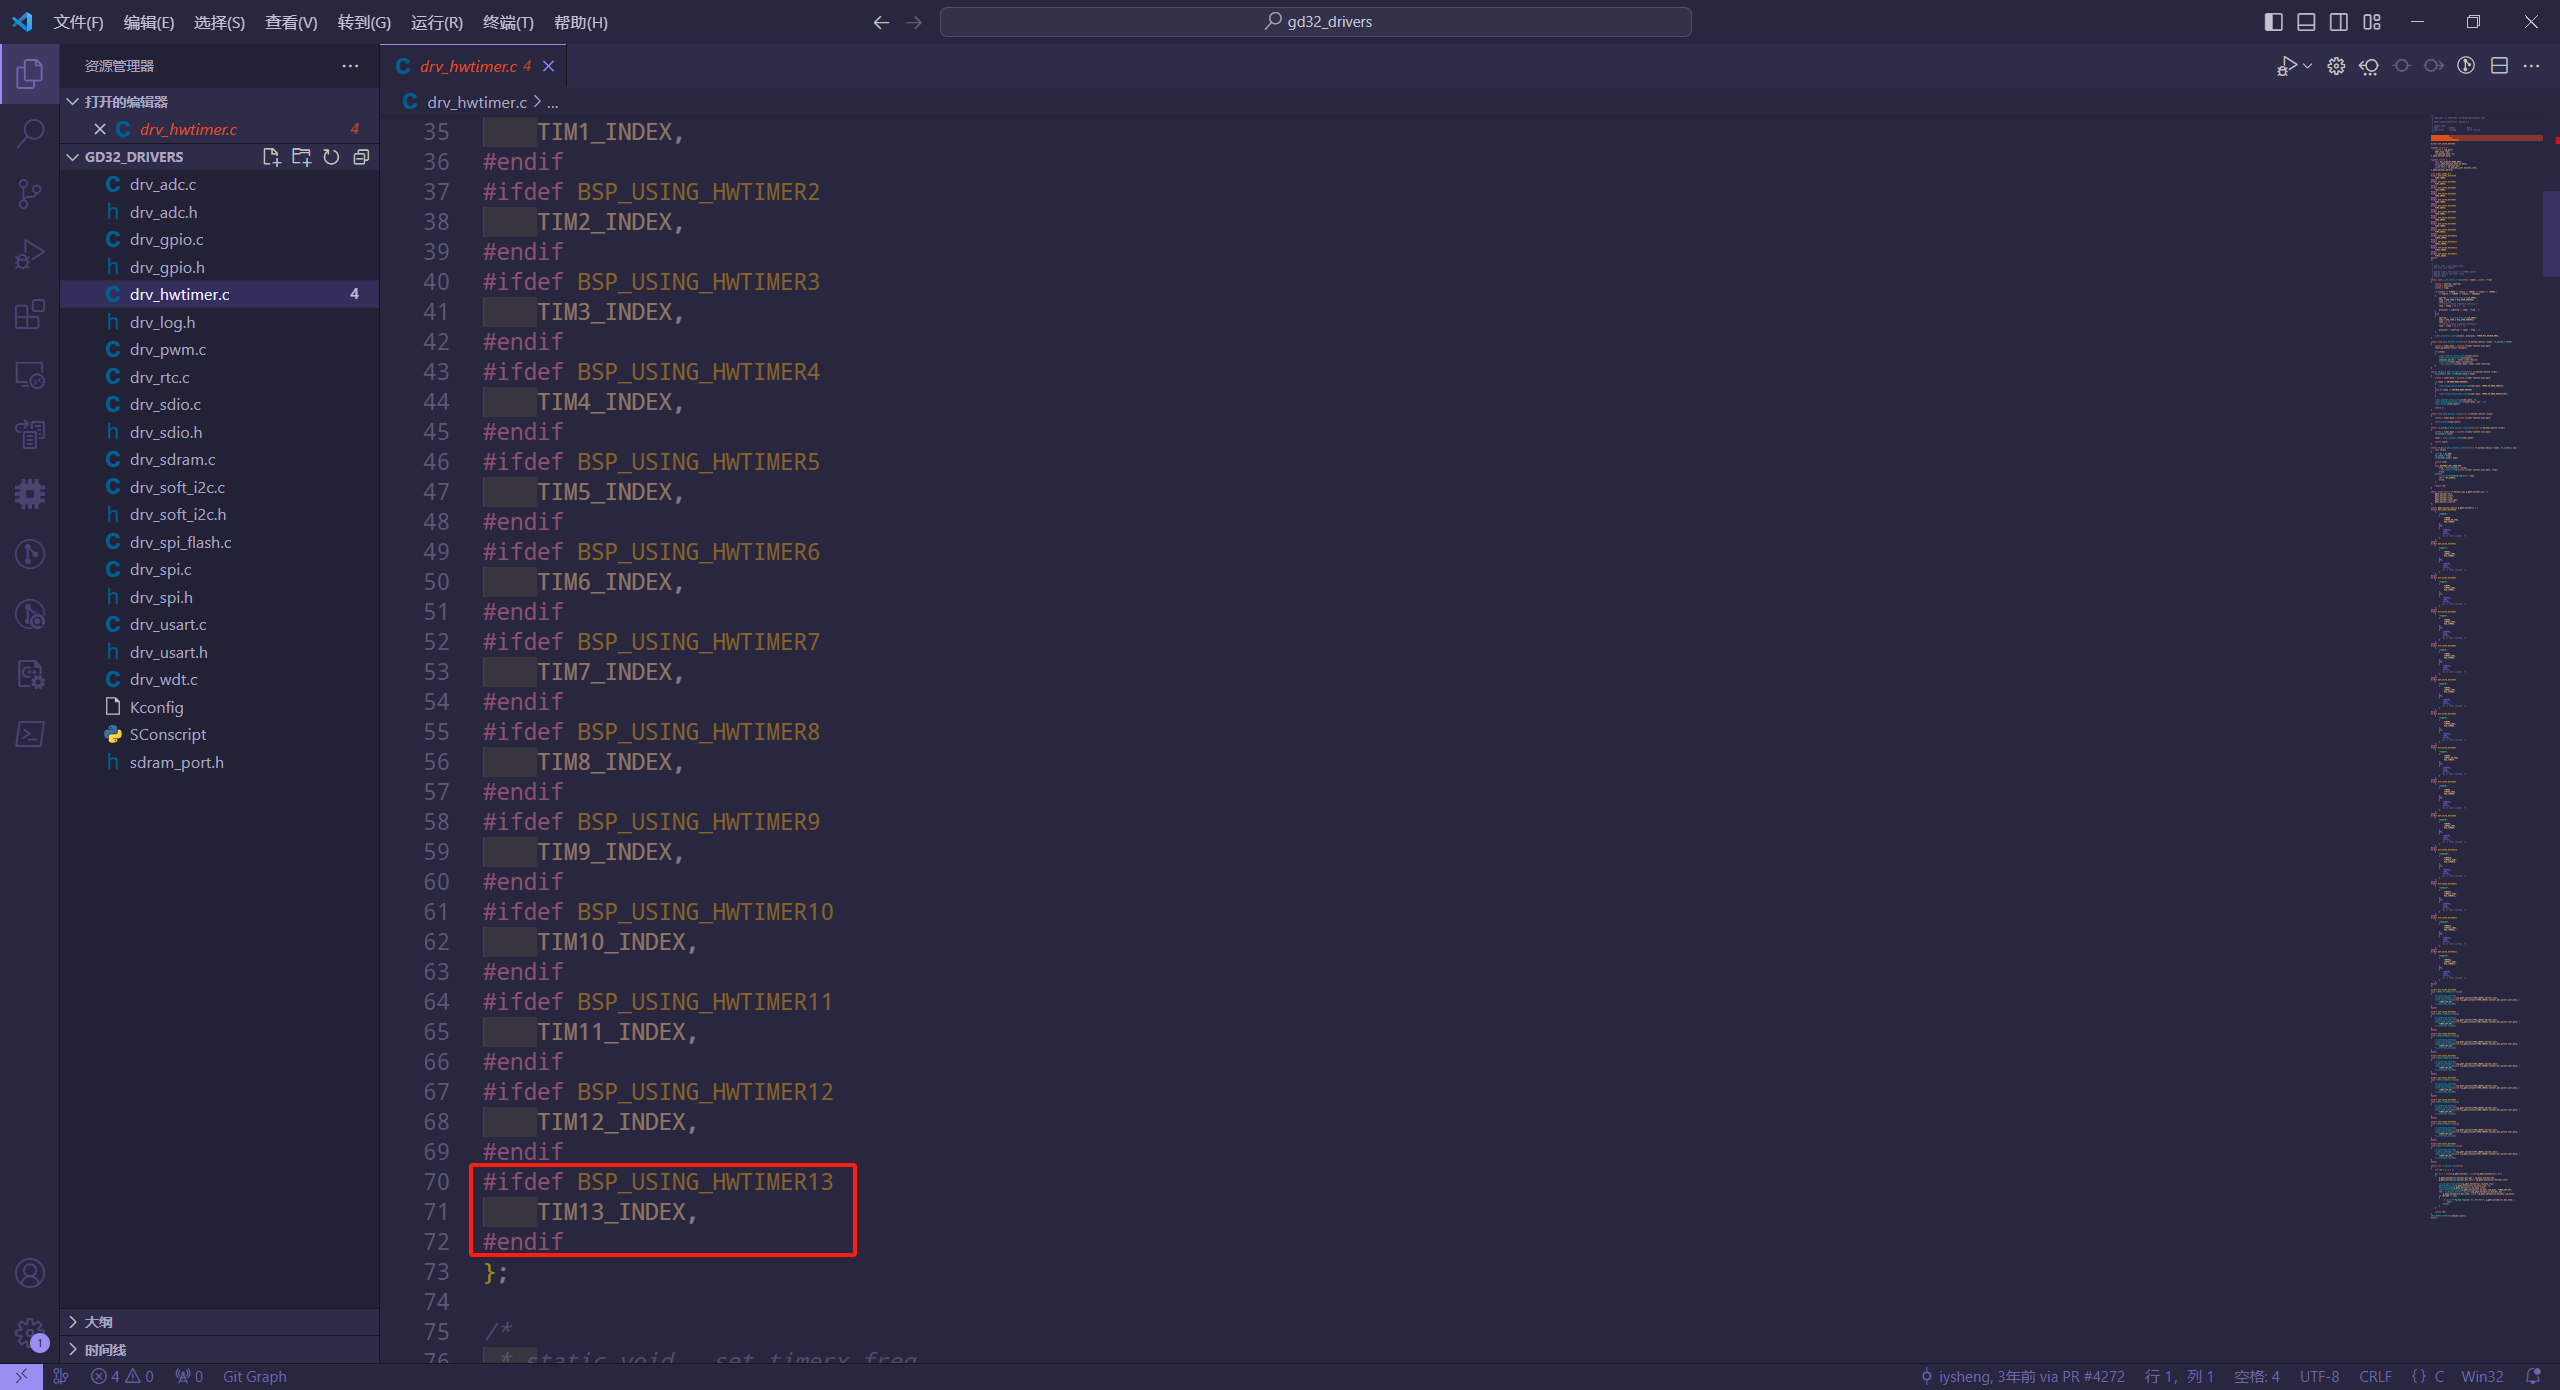 文件(F) 编辑(E) 选择(S) 查看(V) 转到(G) 运行(R) 终端(T) 帮助(H)
gd32_drivers
资源管理器
打开的编辑器
drv_hwtimer.c 4
GD32_DRIVERS
drv_adc.c
drv_adc.h
drv_gpio.c
drv_gpio.h
drv_hwtimer.c 4
drv_log.h
drv_pwm.c
drv_rtc.c
drv_sdio.c
drv_sdio.h
drv_sdram.c
drv_soft_i2c.c
drv_soft_i2c.h
drv_spi_flash.c
drv_spi.c
drv_spi.h
drv_usart.c
drv_usart.h
drv_wdt.c
Kconfig
SConscript
sdram_port.h
大纲
时间线
drv_hwtimer.c 4
drv_hwtimer.c > ...
35 TIM1_INDEX,
36 #endif
37 #ifdef BSP_USING_HWTIMER2
38 TIM2_INDEX,
39 #endif
40 #ifdef BSP_USING_HWTIMER3
41 TIM3_INDEX,
42 #endif
43 #ifdef BSP_USING_HWTIMER4
44 TIM4_INDEX,
45 #endif
46 #ifdef BSP_USING_HWTIMER5
47 TIM5_INDEX,
48 #endif
49 #ifdef BSP_USING_HWTIMER6
50 TIM6_INDEX,
51 #endif
52 #ifdef BSP_USING_HWTIMER7
53 TIM7_INDEX,
54 #endif
55 #ifdef BSP_USING_HWTIMER8
56 TIM8_INDEX,
57 #endif
58 #ifdef BSP_USING_HWTIMER9
59 TIM9_INDEX,
60 #endif
61 #ifdef BSP_USING_HWTIMER10
62 TIM10_INDEX,
63 #endif
64 #ifdef BSP_USING_HWTIMER11
65 TIM11_INDEX,
66 #endif
67 #ifdef BSP_USING_HWTIMER12
68 TIM12_INDEX,
69 #endif
70 #ifdef BSP_USING_HWTIMER13
71 TIM13_INDEX,
72 #endif
73 };
74
75 /*
76 * static void __set_timerx_freq
1
4 0 0 Git Graph
iysheng, 3年前 via PR #4272 行 1, 列 1 空格: 4 UTF-8 CRLF {} C Win32